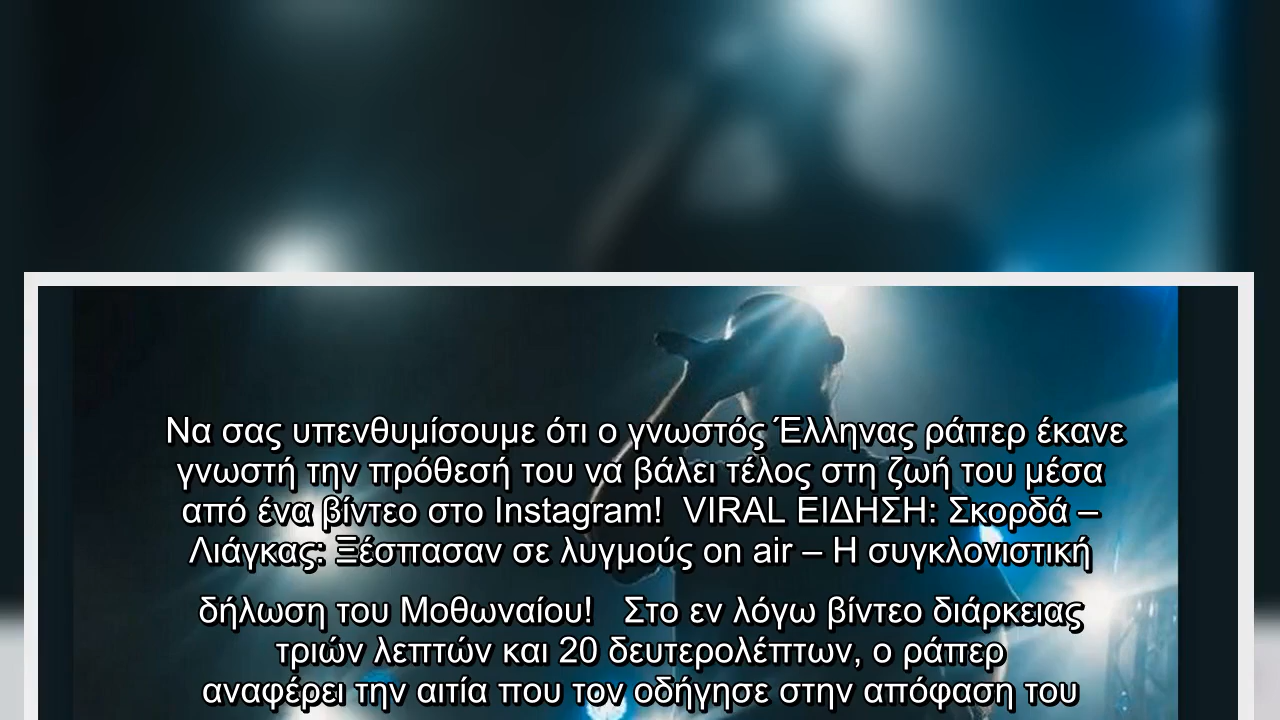 Να σας υπενθυμίσουμε ότι ο γνωστός Έλληνας ράπερ έκανε
γνωστή την πρόθεσή του να βάλει τέλος στη ζωή του μέσα
από ένα βίντεο στο Instagram!  VIRAL ΕΙΔΗΣΗ: Σκορδά –
Λιάγκας: Ξέσπασαν σε λυγμούς on air – Η συγκλονιστική
δήλωση του Μοθωναίου!   Στο εν λόγω βίντεο διάρκειας
τριών λεπτών και 20 δευτερολέπτων, ο ράπερ
αναφέρει την αιτία που τον οδήγησε στην απόφαση του